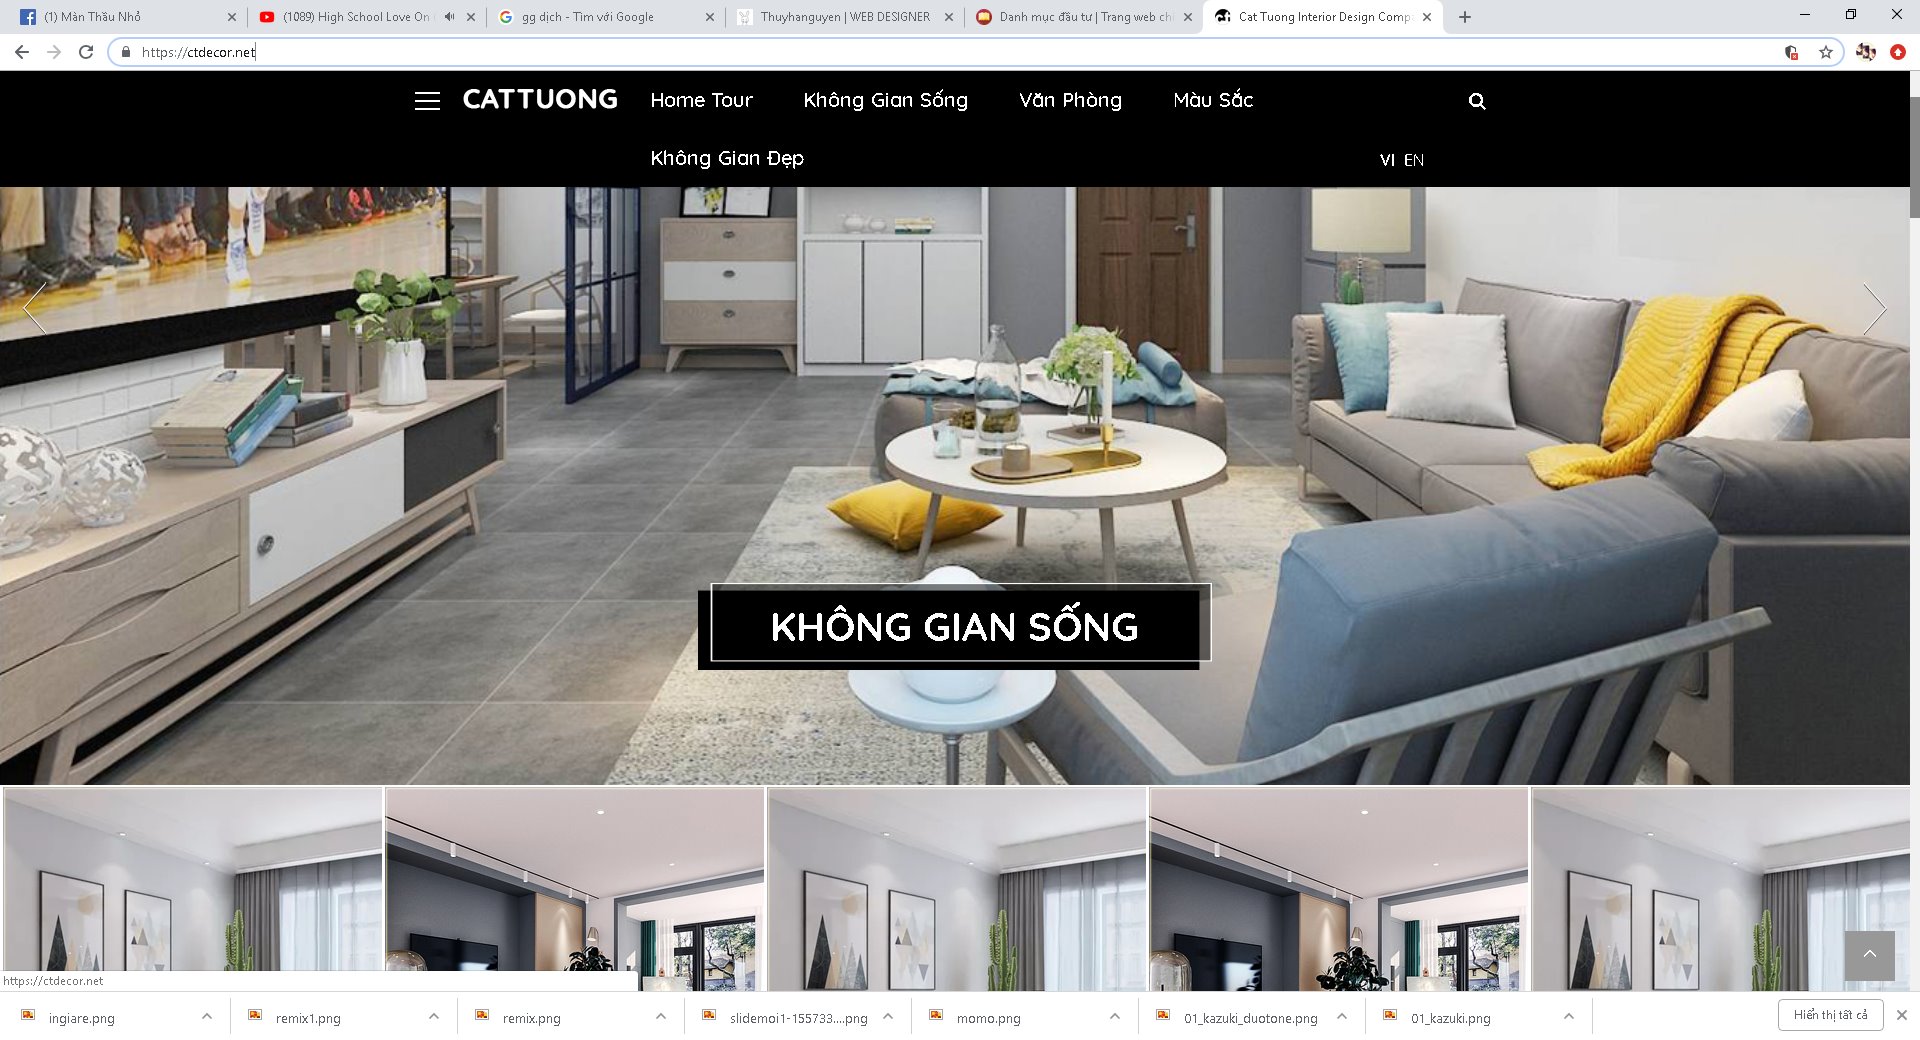 (1) Màn Thầu Nhỏ
(1089) High School Love On
gg dịch - Tìm với Google
Thuyhanguyen | WEB DESIGNER
Danh mục đầu tư | Trang web chí
Cat Tuong Interior Design Comp
https://ctdecor.net
CATTUONG
Home Tour
Không Gian Sống
Văn Phòng
Màu Sắc
Không Gian Đẹp
VI EN
KHÔNG GIAN SỐNG
https://ctdecor.net
ingiare.png
remix1.png
remix.png
slidemoi1-155733....png
momo.png
01_kazuki_duotone.png
01_kazuki.png
Hiển thị tất cả